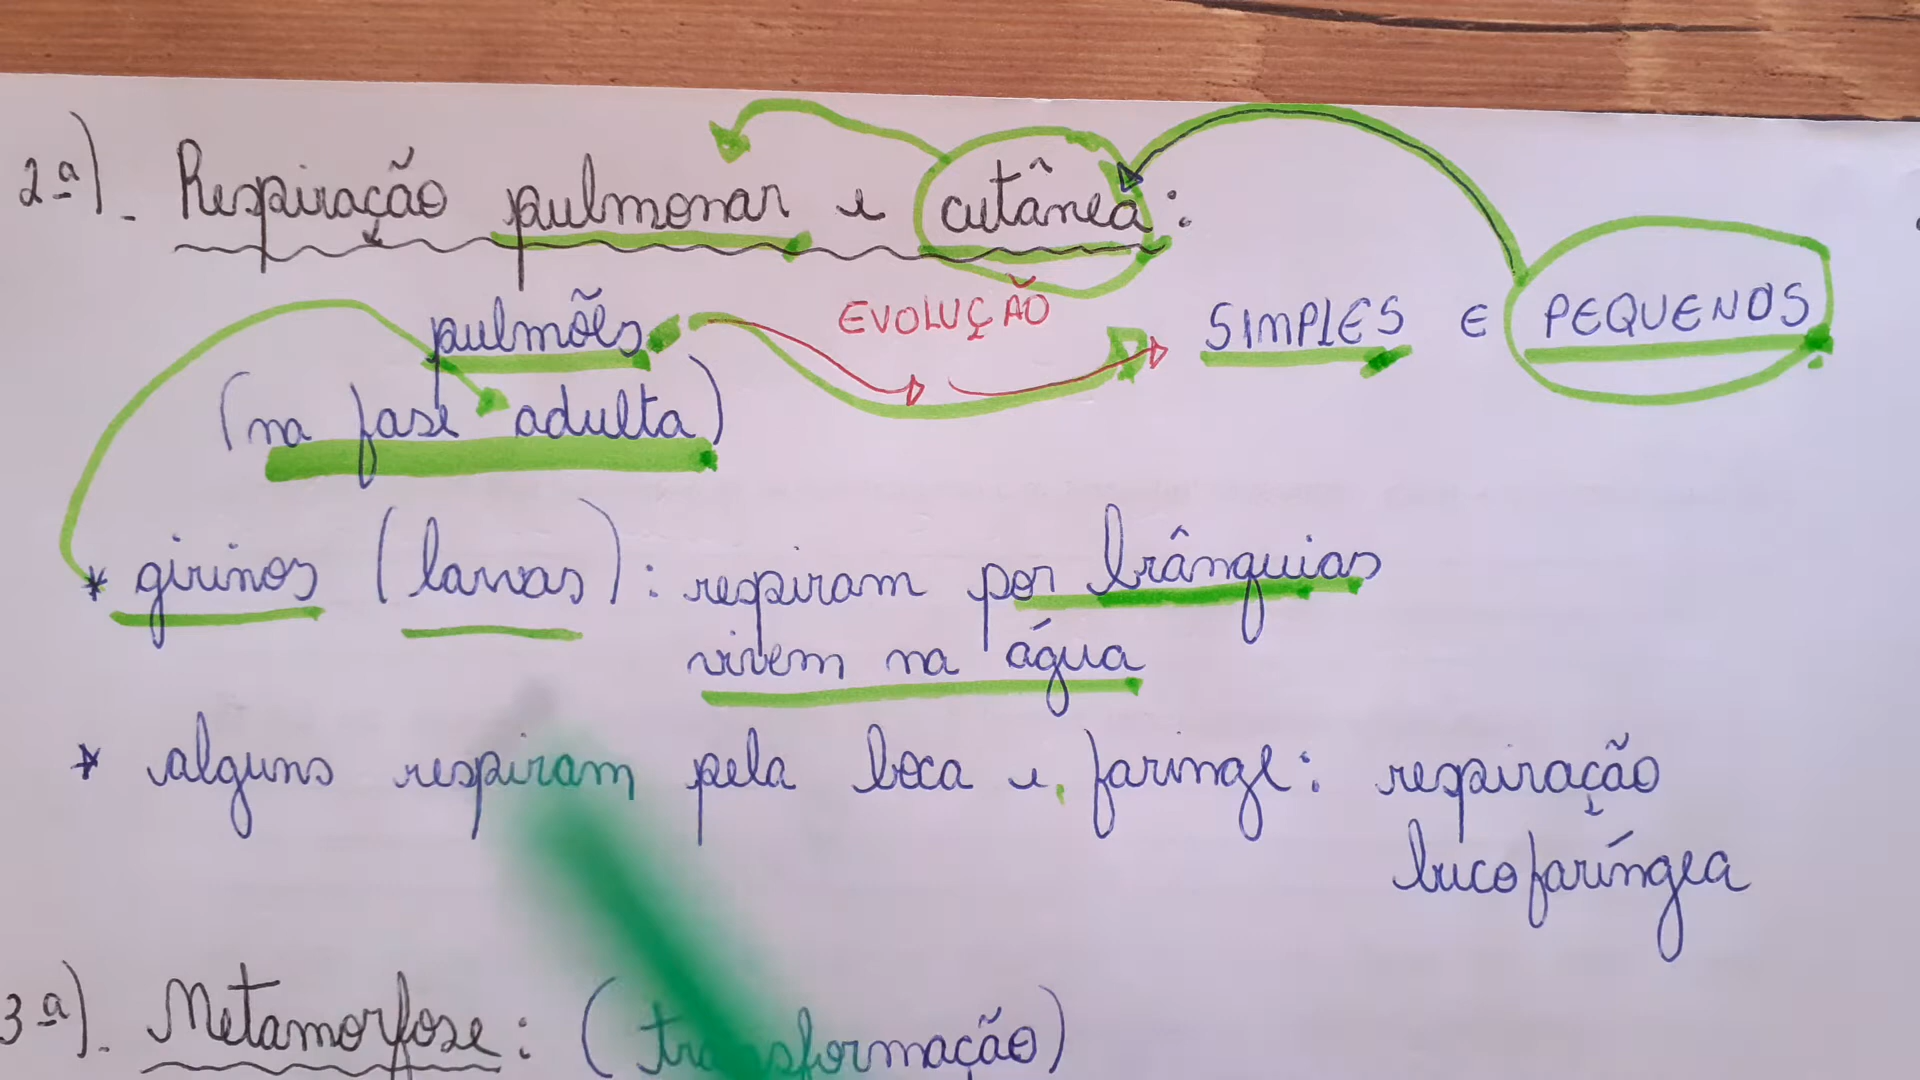 2ª). Respiração pulmonar e cutânea:
pulmões EVOLUÇÃO SIMPLES E PEQUENOS
(na fase adulta)
* girinos (larvas): respiram por brânquias
vivem na água
* alguns respiram pela boca e faringe: respiração
bucofaríngea
3ª). Metamorfose: (transformação)